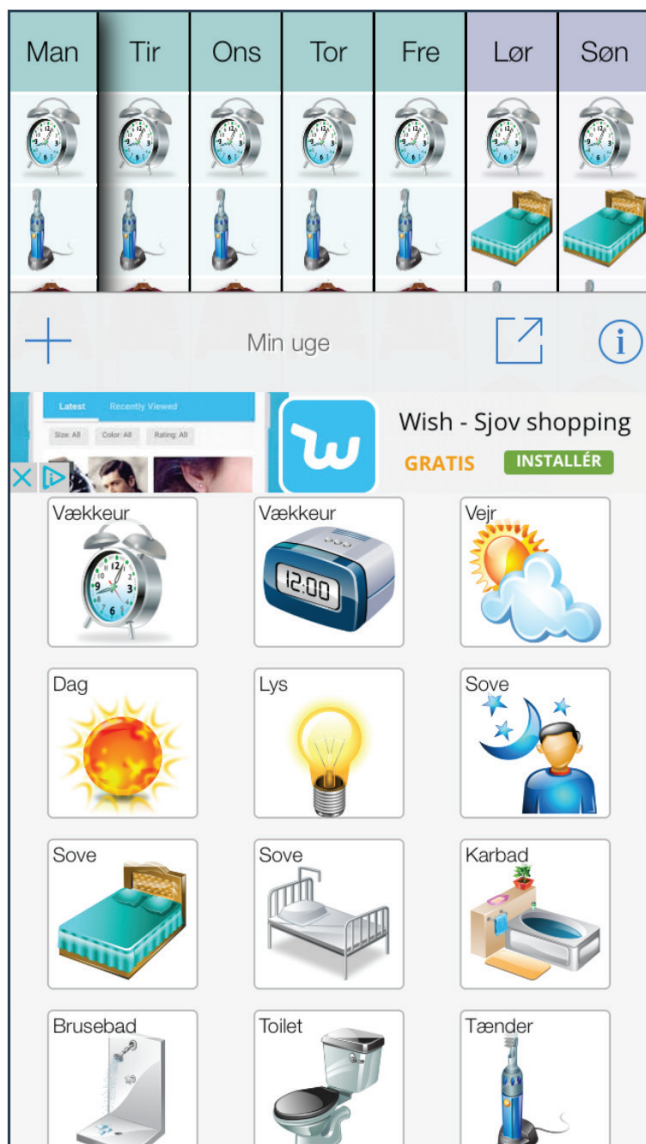 Man Tir Ons Tor Fre Lør Søn
Min uge
Latest Recently Viewed
Size: All Color: All Rating: All
Wish - Sjov shopping
GRATIS INSTALLÉR
Vækkeur Vækkeur Vejr
12:00
Dag Lys Sove
Sove Sove Karbad
Brusebad Toilet Tænder